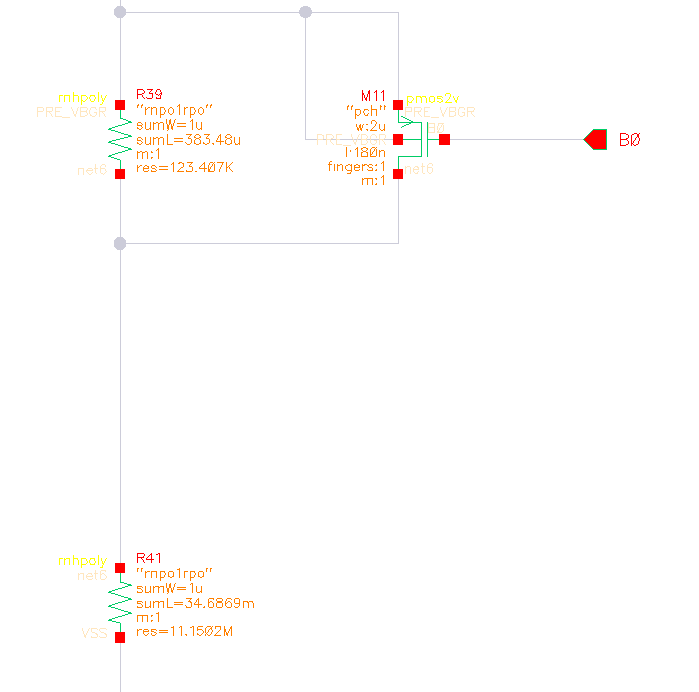 rnhpoly
R39
PRE_VBGR
"rnpo1rpo"
sumW=1u
sumL=383.48u
m:1
net6
res=123.407K
M11
pmos2v
"pch"
PRE_VBGR
w:2u
B0
PRE_VBGR
l:180n
fingers:1
net6
m:1
BØ
rnhpoly
R41
net6
"rnpo1rpo"
sumW=1u
sumL=34.6869m
m:1
VSS
res=11.1502M